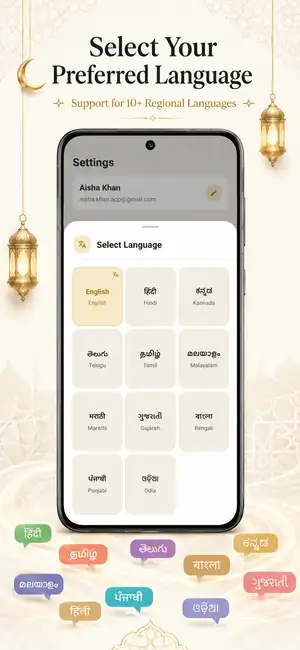 Select Your
Preferred Language
Support for 10+ Regional Languages
Settings
Aisha Khan
aisha.khan.app@gmail.com
Select Language
English
English
हिंदी
Hindi
ಕನ್ನಡ
Kannada
తెలుగు
Telugu
தமிழ்
Tamil
മലയാളം
Malayalam
मराठी
Marathi
ગુજરાતી
Gujarati
বাংলা
Bengali
ਪੰਜਾਬੀ
Punjabi
ଓଡ଼ିଆ
Odia
हिंदी
தமிழ்
తెలుగు
বাংলা
ಕನ್ನಡ
മലയാളം
हिंली
ਪੰਜਾਬੀ
ଓଡ଼ିଆ
ગુજરાતી